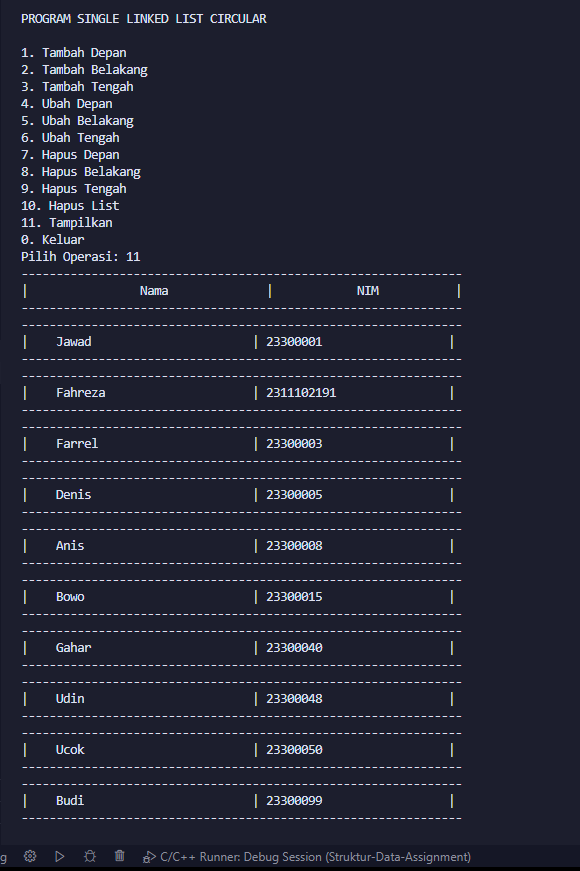 PROGRAM SINGLE LINKED LIST CIRCULAR
1. Tambah Depan
2. Tambah Belakang
3. Tambah Tengah
4. Ubah Depan
5. Ubah Belakang
6. Ubah Tengah
7. Hapus Depan
8. Hapus Belakang
9. Hapus Tengah
10. Hapus List
11. Tampilkan
0. Keluar
Pilih Operasi: 11
---------------------------------------------------------------
| Nama | NIM |
---------------------------------------------------------------
---------------------------------------------------------------
| Jawad | 23300001 |
---------------------------------------------------------------
---------------------------------------------------------------
| Fahreza | 2311102191 |
---------------------------------------------------------------
---------------------------------------------------------------
| Farrel | 23300003 |
---------------------------------------------------------------
---------------------------------------------------------------
| Denis | 23300005 |
---------------------------------------------------------------
---------------------------------------------------------------
| Anis | 23300008 |
---------------------------------------------------------------
---------------------------------------------------------------
| Bowo | 23300015 |
---------------------------------------------------------------
---------------------------------------------------------------
| Gahar | 23300040 |
---------------------------------------------------------------
---------------------------------------------------------------
| Udin | 23300048 |
---------------------------------------------------------------
---------------------------------------------------------------
| Ucok | 23300050 |
---------------------------------------------------------------
---------------------------------------------------------------
| Budi | 23300099 |
---------------------------------------------------------------
g C/C++ Runner: Debug Session (Struktur-Data-Assignment)